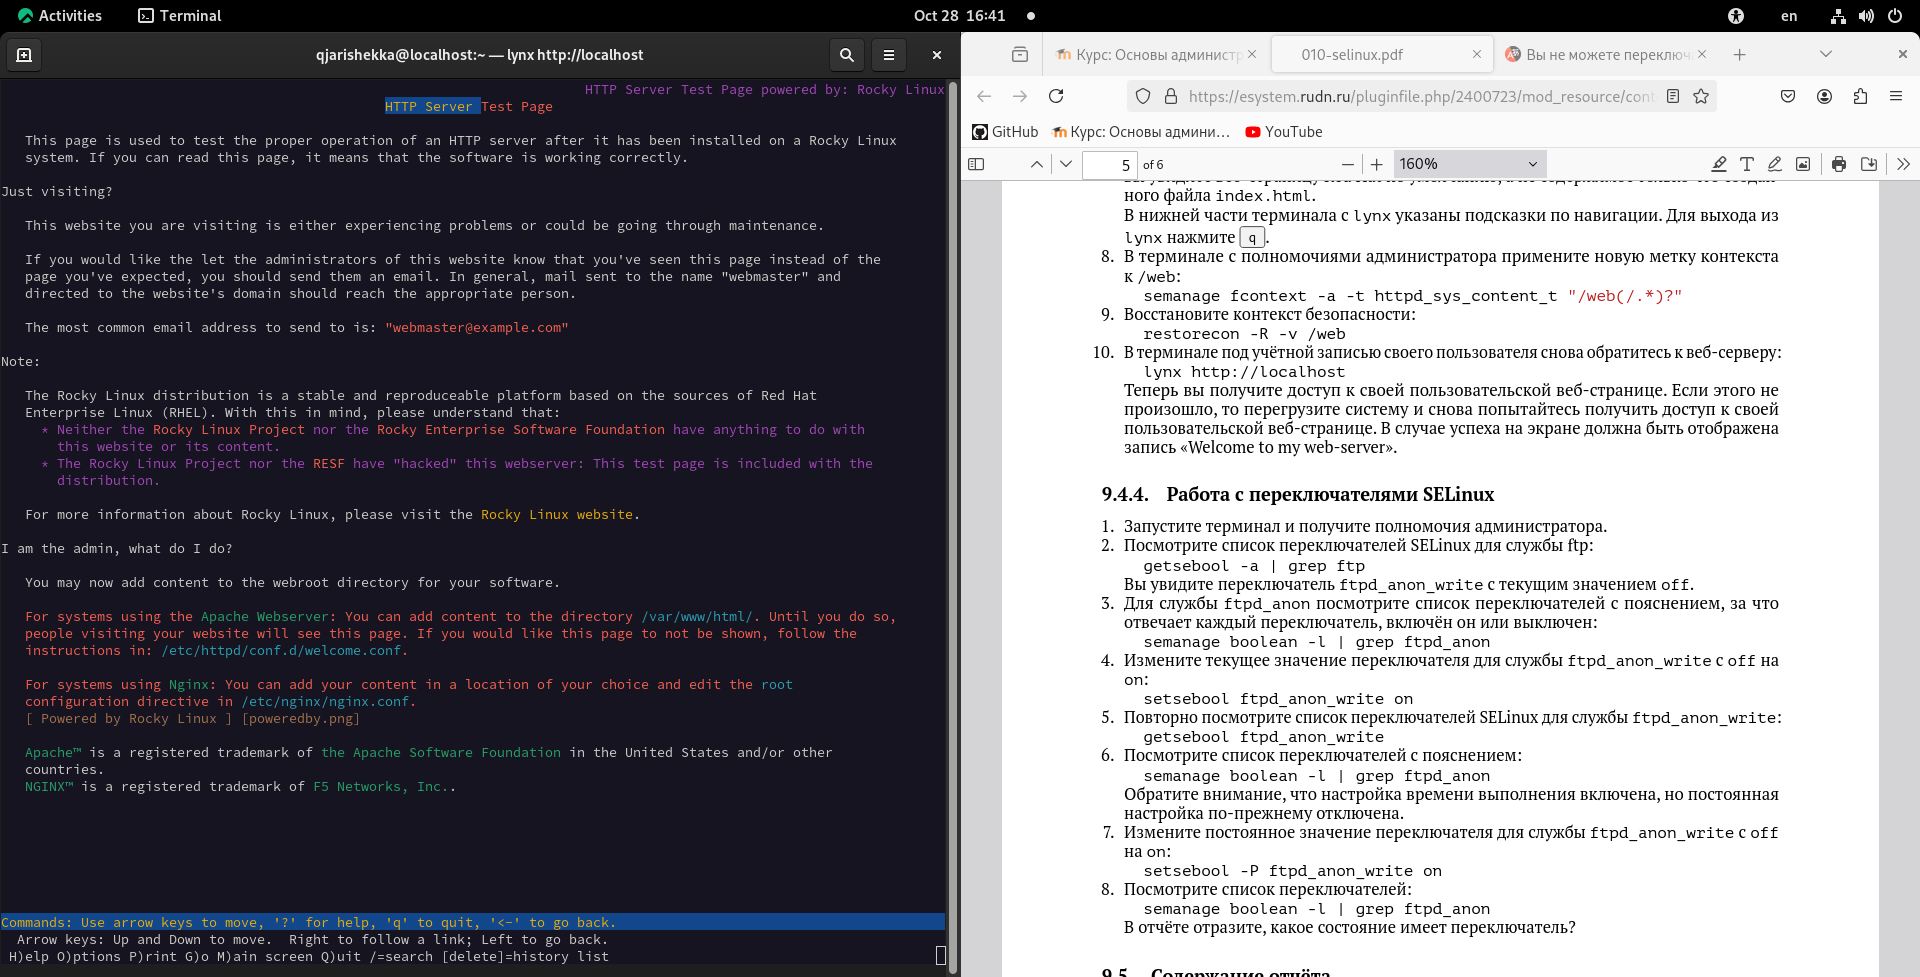 Activities
Terminal
Oct 28 16:41
en
qjarishekka@localhost:~ — lynx http://localhost
HTTP Server Test Page powered by: Rocky Linux
HTTP Server Test Page
This page is used to test the proper operation of an HTTP server after it has been installed on a Rocky Linux
system. If you can read this page, it means that the software is working correctly.
Just visiting?
This website you are visiting is either experiencing problems or could be going through maintenance.
If you would like the let the administrators of this website know that you've seen this page instead of the
page you've expected, you should send them an email. In general, mail sent to the name "webmaster" and
directed to the website's domain should reach the appropriate person.
The most common email address to send to is: "webmaster@example.com"
Note:
The Rocky Linux distribution is a stable and reproduceable platform based on the sources of Red Hat
Enterprise Linux (RHEL). With this in mind, please understand that:
* Neither the Rocky Linux Project nor the Rocky Enterprise Software Foundation have anything to do with
this website or its content.
* The Rocky Linux Project nor the RESF have "hacked" this webserver: This test page is included with the
distribution.
For more information about Rocky Linux, please visit the Rocky Linux website.
I am the admin, what do I do?
You may now add content to the webroot directory for your software.
For systems using the Apache Webserver: You can add content to the directory /var/www/html/. Until you do so,
people visiting your website will see this page. If you would like this page to not be shown, follow the
instructions in: /etc/httpd/conf.d/welcome.conf.
For systems using Nginx: You can add your content in a location of your choice and edit the root
configuration directive in /etc/nginx/nginx.conf.
[ Powered by Rocky Linux ] [poweredby.png]
Apache™ is a registered trademark of the Apache Software Foundation in the United States and/or other
countries.
NGINX™ is a registered trademark of F5 Networks, Inc..
Commands: Use arrow keys to move, '?' for help, 'q' to quit, '<-' to go back.
Arrow keys: Up and Down to move. Right to follow a link; Left to go back.
H)elp O)ptions P)rint G)o M)ain screen Q)uit /=search [delete]=history list
Курс: Основы администр
010-selinux.pdf
Вы не можете переключ
https://esystem.rudn.ru/pluginfile.php/2400723/mod_resource/cont
GitHub
Курс: Основы админи…
YouTube
5 of 6
160%
ного файла index.html.
В нижней части терминала с lynx указаны подсказки по навигации. Для выхода из
lynx нажмите q .
8. В терминале с полномочиями администратора примените новую метку контекста
к /web:
semanage fcontext -a -t httpd_sys_content_t "/web(/.*)?"
9. Восстановите контекст безопасности:
restorecon -R -v /web
10. В терминале под учётной записью своего пользователя снова обратитесь к веб-серверу:
lynx http://localhost
Теперь вы получите доступ к своей пользовательской веб-странице. Если этого не
произошло, то перегрузите систему и снова попытайтесь получить доступ к своей
пользовательской веб-странице. В случае успеха на экране должна быть отображена
запись «Welcome to my web-server».
9.4.4. Работа с переключателями SELinux
1. Запустите терминал и получите полномочия администратора.
2. Посмотрите список переключателей SELinux для службы ftp:
getsebool -a | grep ftp
Вы увидите переключатель ftpd_anon_write с текущим значением off.
3. Для службы ftpd_anon посмотрите список переключателей с пояснением, за что
отвечает каждый переключатель, включён он или выключен:
semanage boolean -l | grep ftpd_anon
4. Измените текущее значение переключателя для службы ftpd_anon_write с off на
on:
setsebool ftpd_anon_write on
5. Повторно посмотрите список переключателей SELinux для службы ftpd_anon_write:
getsebool ftpd_anon_write
6. Посмотрите список переключателей с пояснением:
semanage boolean -l | grep ftpd_anon
Обратите внимание, что настройка времени выполнения включена, но постоянная
настройка по-прежнему отключена.
7. Измените постоянное значение переключателя для службы ftpd_anon_write с off
на on:
setsebool -P ftpd_anon_write on
8. Посмотрите список переключателей:
semanage boolean -l | grep ftpd_anon
В отчёте отразите, какое состояние имеет переключатель?
9.5. Содержание отчёта